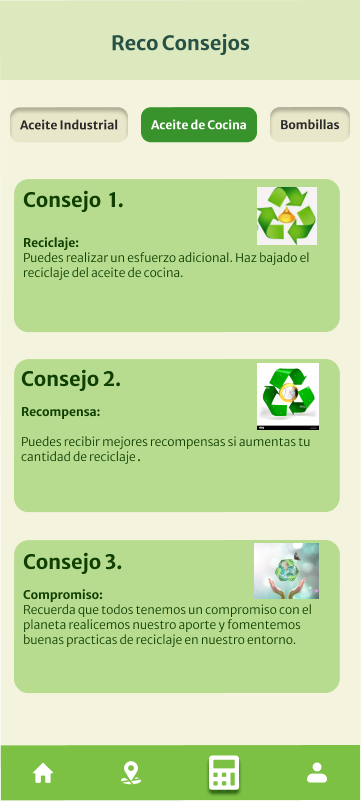 Reco Consejos
Aceite Industrial
Aceite de Cocina
Bombillas
Consejo 1.
Reciclaje:
Puedes realizar un esfuerzo adicional. Haz bajado el
reciclaje del aceite de cocina.
Consejo 2.
Recompensa:
Puedes recibir mejores recompensas si aumentas tu
cantidad de reciclaje.
Consejo 3.
Compromiso:
Recuerda que todos tenemos un compromiso con el
planeta realicemos nuestro aporte y fomentemos
buenas practicas de reciclaje en nuestro entorno.